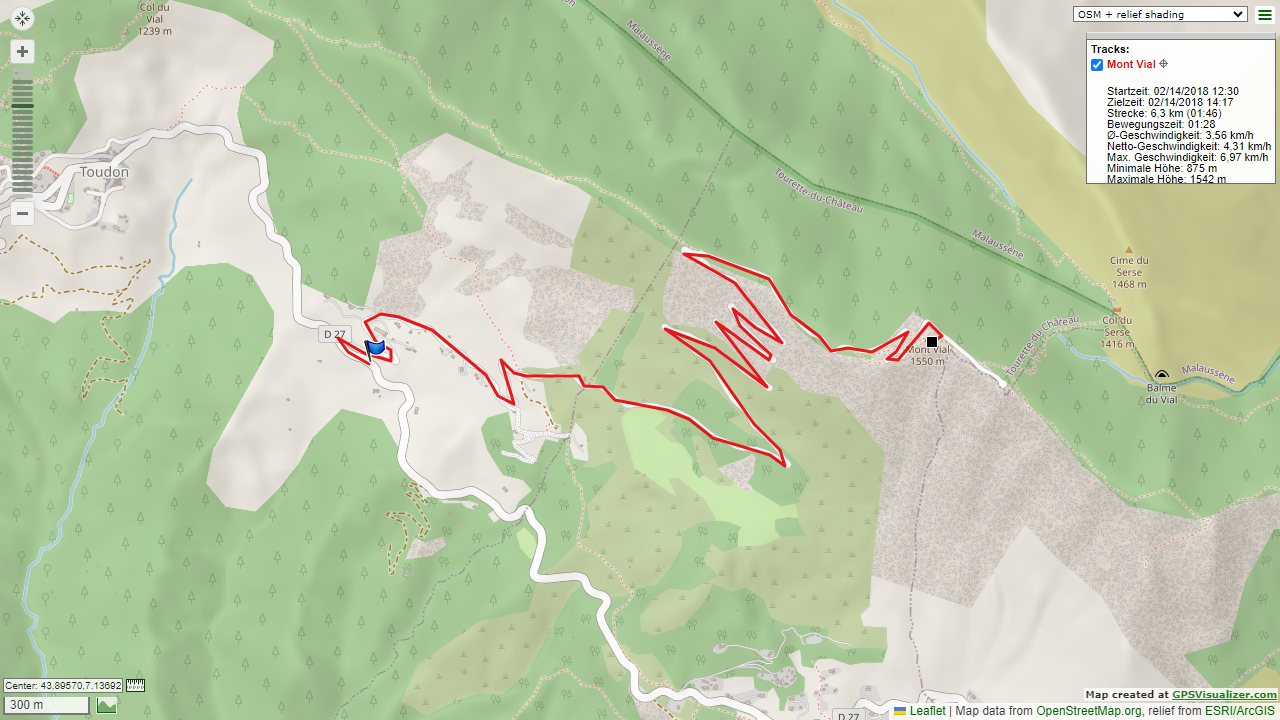 Col du
Vial
1239 m
Malaussène
OSM + relief shading
Tracks:
Mont Vial
Startzeit: 02/14/2018 12:30
Zielzeit: 02/14/2018 14:17
Strecke: 6,3 km (01:46)
Bewegungszeit: 01:28
Ø-Geschwindigkeit: 3,56 km/h
Netto-Geschwindigkeit: 4,31 km/h
Max. Geschwindigkeit: 6,97 km/h
Minimale Höhe: 875 m
Maximale Höhe: 1542 m
Toudon
Tourette-du-Château
Malaussène
Cime du
Serse
1468 m
D 27
Col du
Serse
1416 m
Tourette-du-Château
Mont Vial
1550 m
Malaussène
Balme
du Vial
Center: 43.89570,7.13692
300 m
D 27
Map created at GPSVisualizer.com
Leaflet | Map data from OpenStreetMap.org, relief from ESRI/ArcGIS